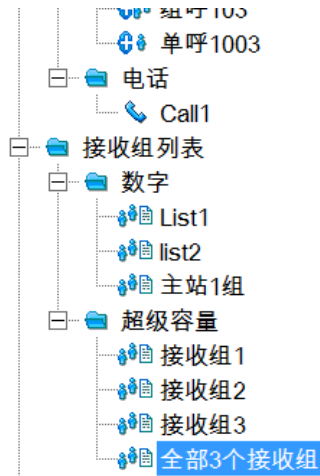 组呼103
单呼1003
电话
Call1
接收组列表
数字
List1
list2
主站1组
超级容量
接收组1
接收组2
接收组3
全部3个接收组